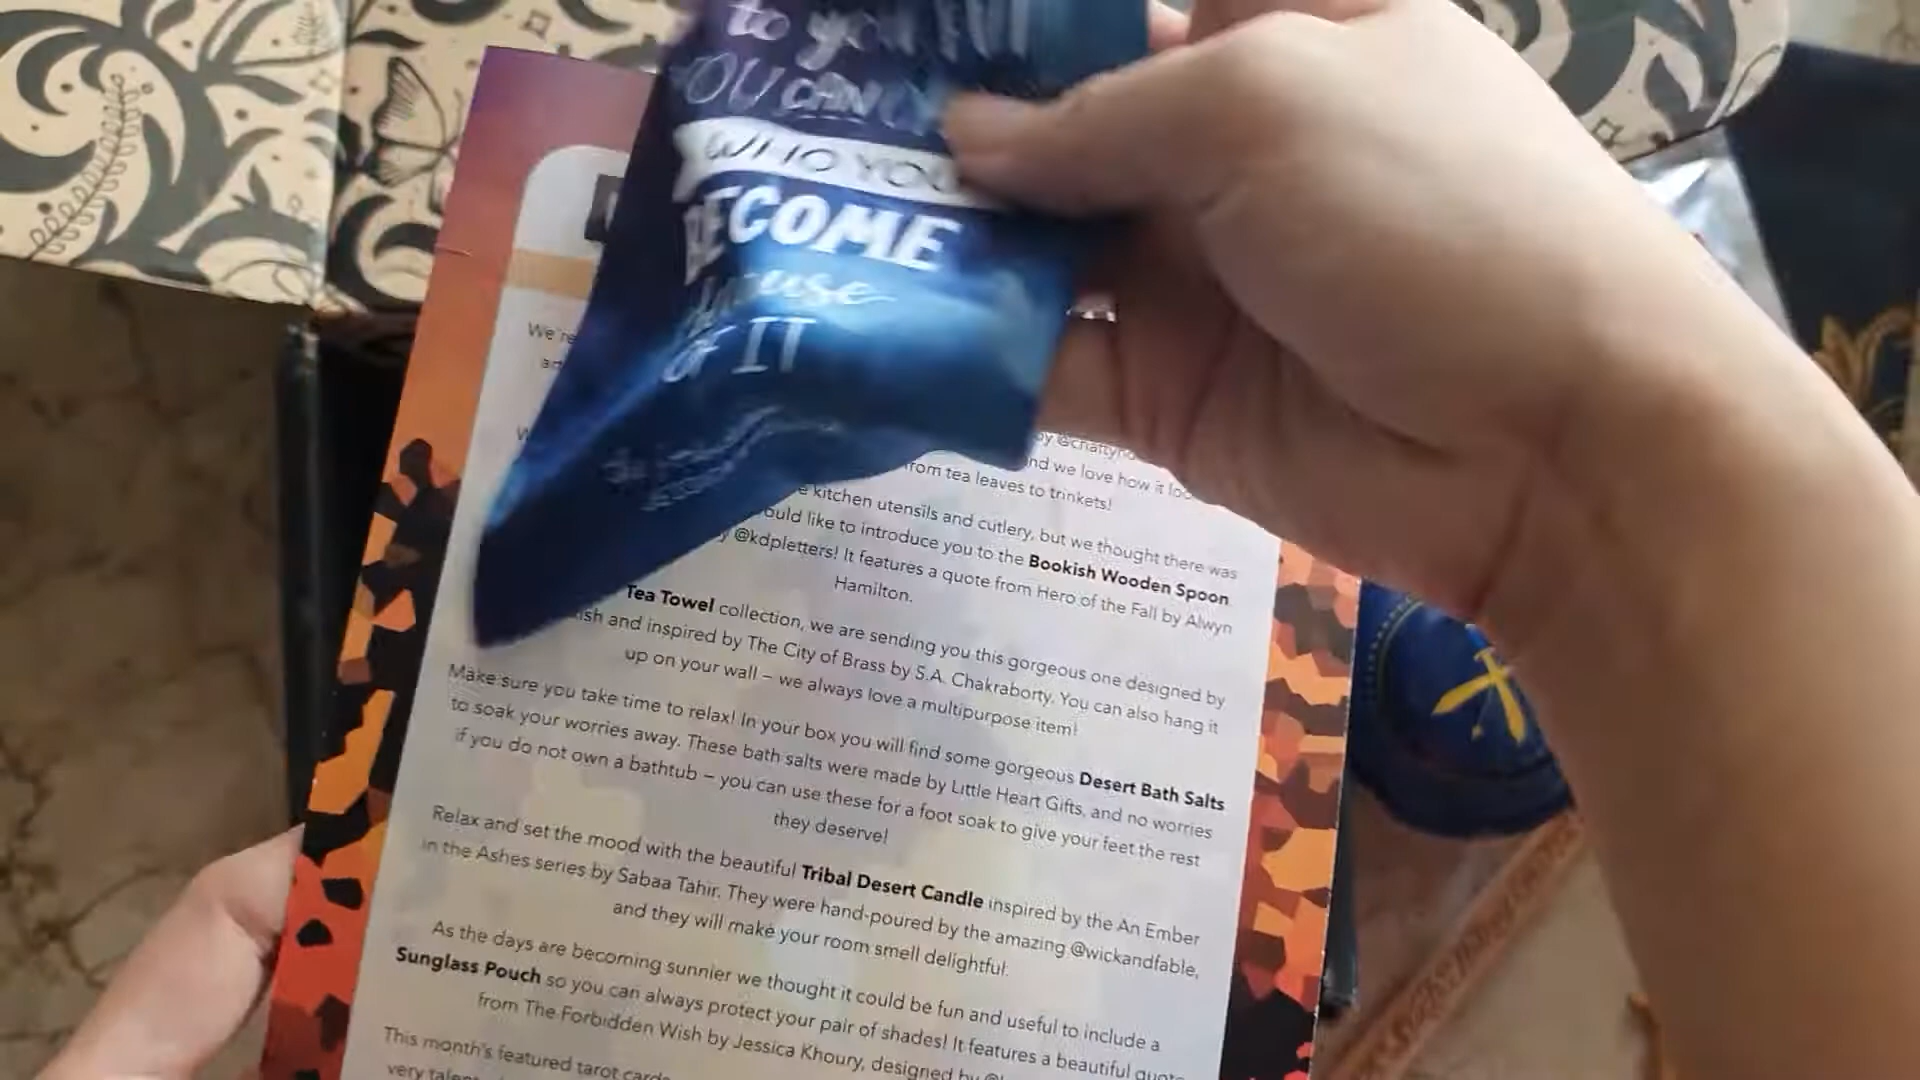 to you
YOU CAN
WHO YOU
BECOME
OF IT
We're
by @chatty
and we love how it
from tea leaves to trinkets!
kitchen utensils and cutlery, but we thought there was
would like to introduce you to the Bookish Wooden Spoon
@kdpletters! It features a quote from Hero of the Fall by Alwyn
Hamilton.
Tea Towel collection, we are sending you this gorgeous one designed by
and inspired by The City of Brass by S.A. Chakraborty. You can also hang it
up on your wall – we always love a multipurpose item!
Make sure you take time to relax! In your box you will find some gorgeous Desert Bath Salts
to soak your worries away. These bath salts were made by Little Heart Gifts, and no worries
if you do not own a bathtub – you can use these for a foot soak to give your feet the rest
they deserve!
Relax and set the mood with the beautiful Tribal Desert Candle inspired by the An Ember
in the Ashes series by Sabaa Tahir. They were hand-poured by the amazing @wickandfable,
and they will make your room smell delightful.
As the days are becoming sunnier we thought it could be fun and useful to include a
Sunglass Pouch so you can always protect your pair of shades! It features a beautiful quote
from The Forbidden Wish by Jessica Khoury, designed by
This month's featured tarot cards
very